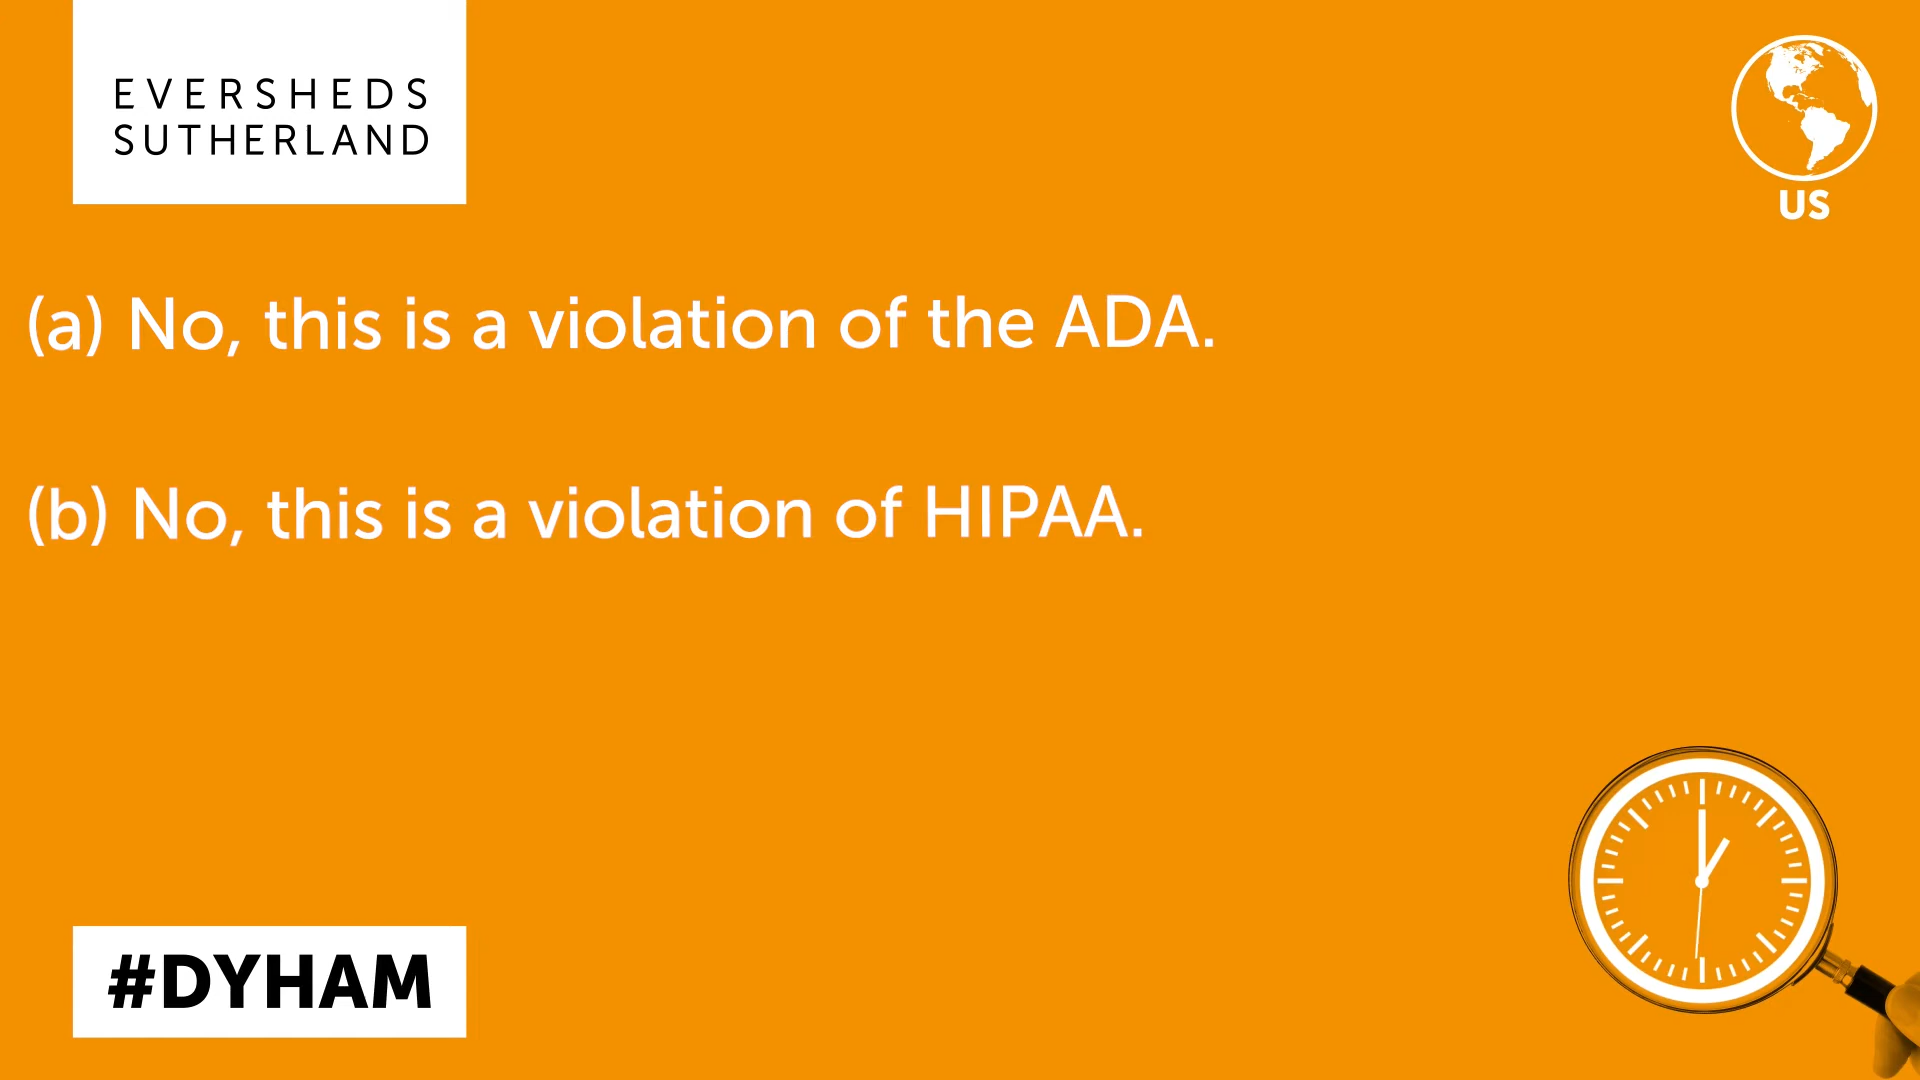 EVERSHEDS
SUTHERLAND
US
(a) No, this is a violation of the ADA.
(b) No, this is a violation of HIPAA.
#DYHAM